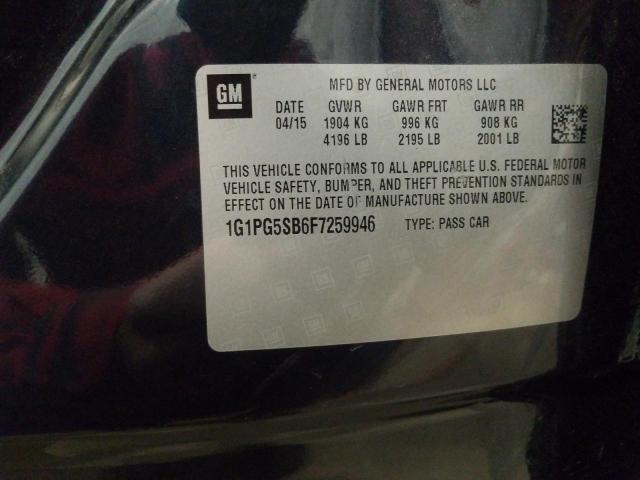 GM
MFD BY GENERAL MOTORS LLC
DATE GVWR GAWR FRT GAWR RR
04/15 1904 KG 996 KG 908 KG
4196 LB 2195 LB 2001 LB
THIS VEHICLE CONFORMS TO ALL APPLICABLE U.S. FEDERAL MOTOR
VEHICLE SAFETY, BUMPER, AND THEFT PREVENTION STANDARDS IN
EFFECT ON THE DATE OF MANUFACTURE SHOWN ABOVE.
1G1PG5SB6F7259946 TYPE: PASS CAR